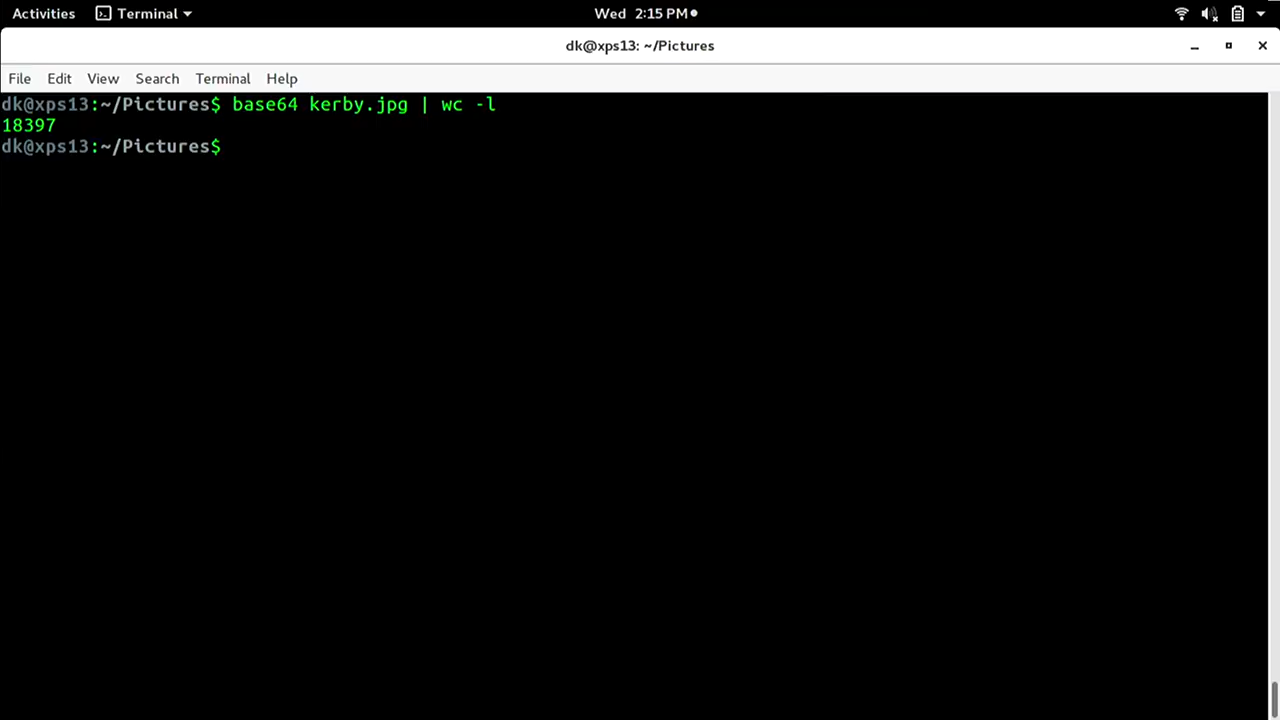 Activities Terminal Wed 2:15 PM
dk@xps13: ~/Pictures
File Edit View Search Terminal Help
dk@xps13:~/Pictures$ base64 kerby.jpg | wc -l
18397
dk@xps13:~/Pictures$